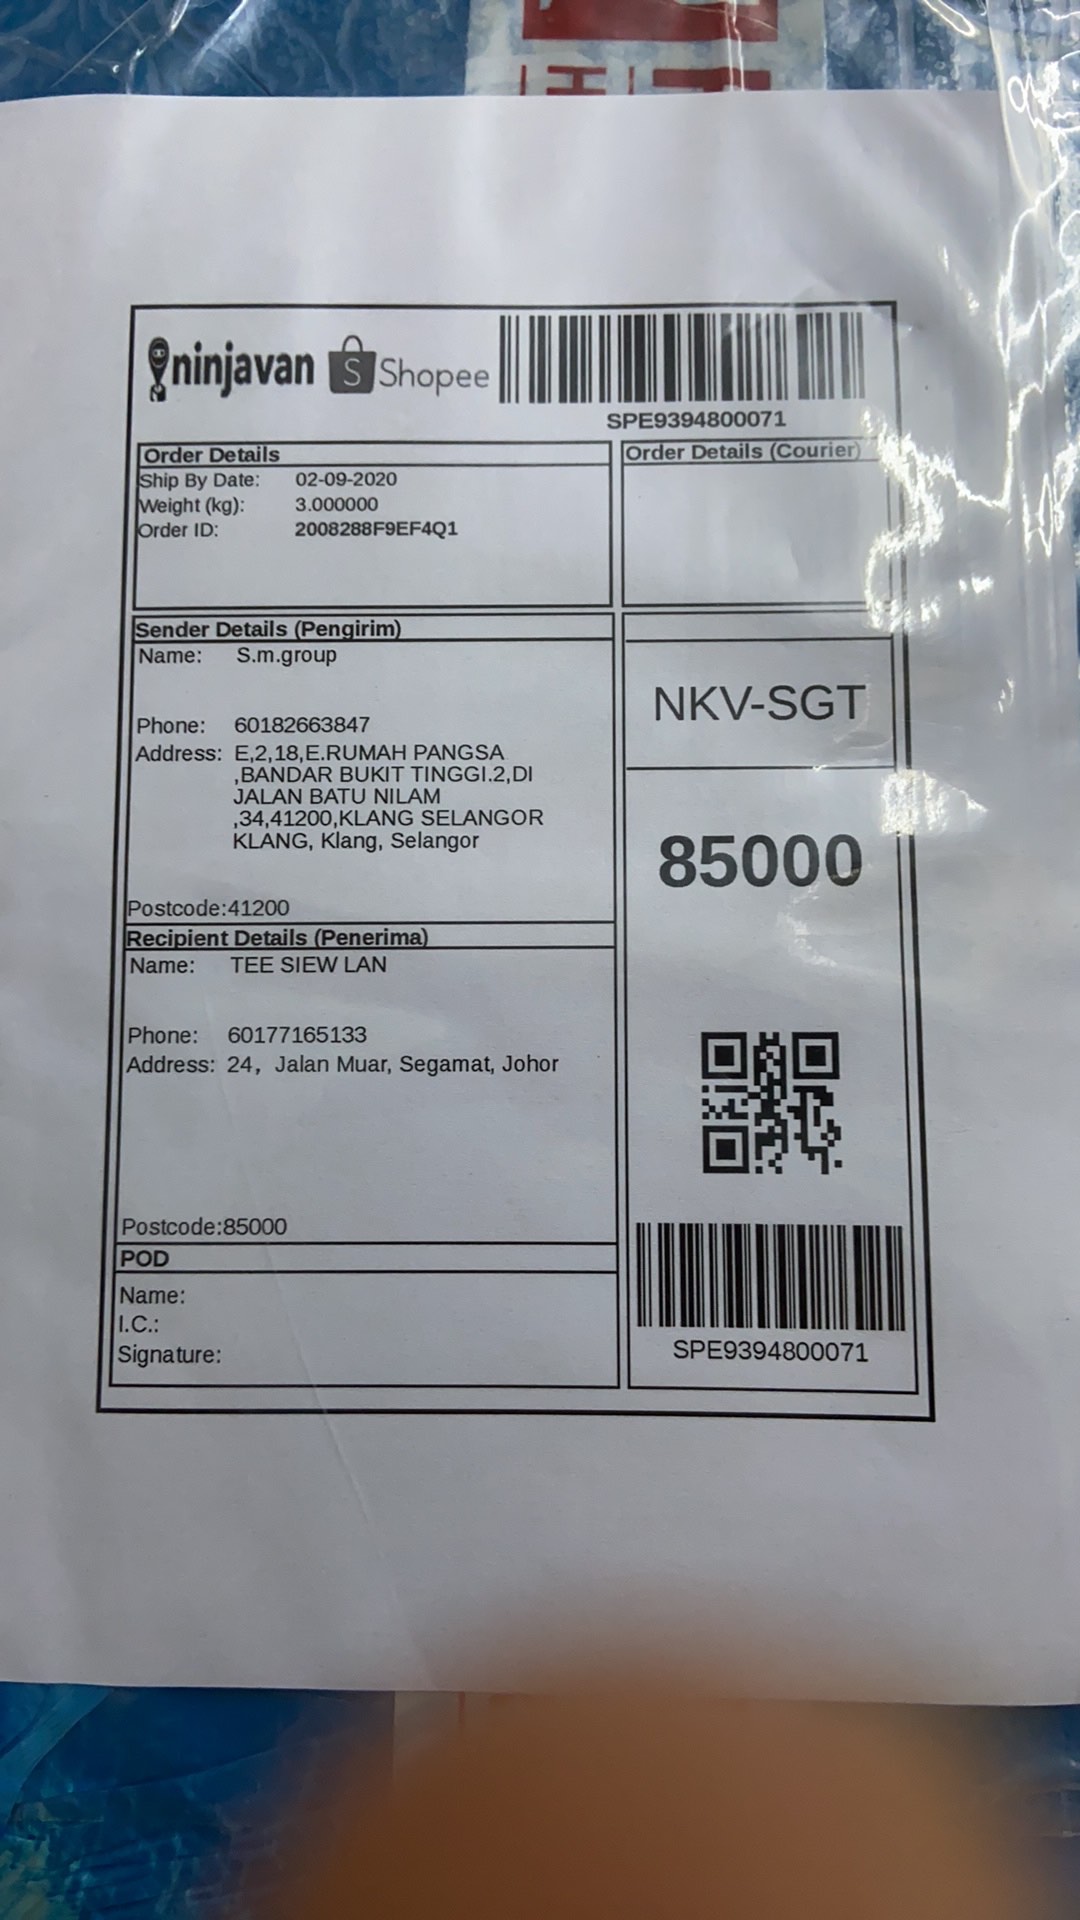 ninjavan S Shopee
SPE9394800071
Order Details
Ship By Date: 02-09-2020
Weight (kg): 3.000000
Order ID: 2008288F9EF4Q1
Order Details (Courier)
Sender Details (Pengirim)
Name: S.m.group
Phone: 60182663847
Address: E,2,18,E.RUMAH PANGSA
,BANDAR BUKIT TINGGI.2,DI
JALAN BATU NILAM
,34,41200,KLANG SELANGOR
KLANG, Klang, Selangor
Postcode:41200
Recipient Details (Penerima)
Name: TEE SIEW LAN
Phone: 60177165133
Address: 24，Jalan Muar, Segamat, Johor
Postcode:85000
POD
Name:
I.C.:
Signature:
NKV-SGT
85000
SPE9394800071